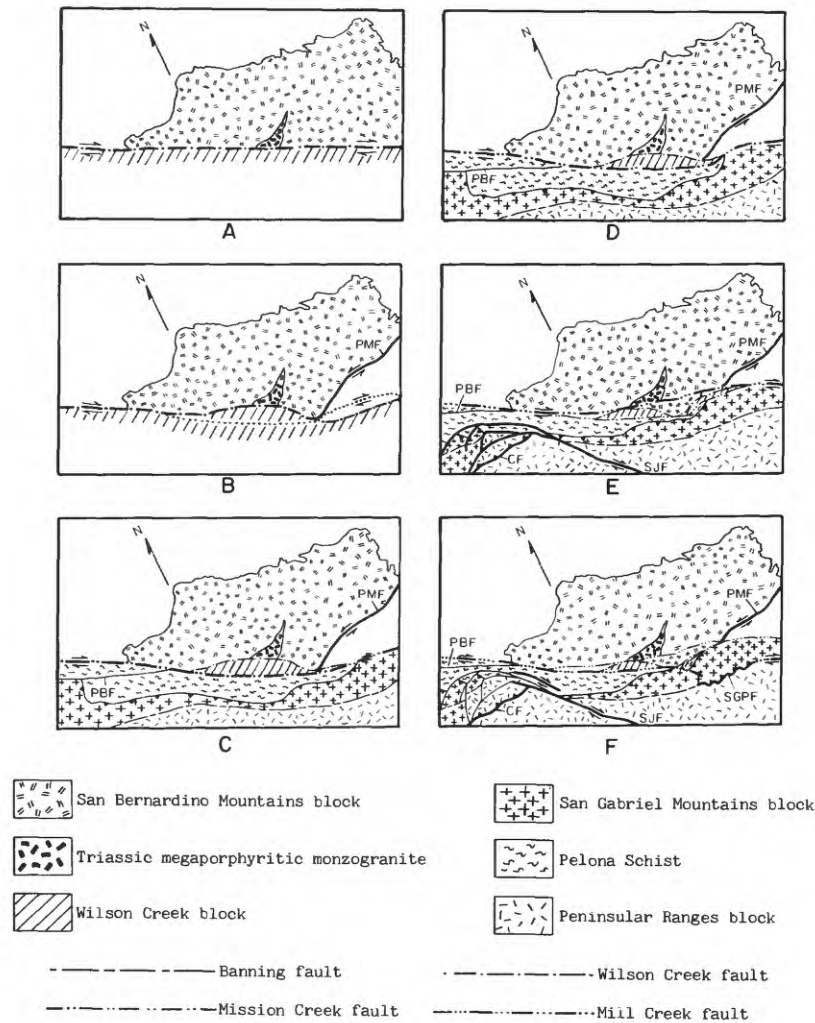 N
A
N
PMF
B
N
PMF
PBF
C
N
PMF
PBF
D
N
PMF
PBF
CF
SJF
E
N
PMF
PBF
CF
SJF
SGPF
F
San Bernardino Mountains block
Triassic megaporphyritic monzogranite
Wilson Creek block
San Gabriel Mountains block
Pelona Schist
Peninsular Ranges block
Banning fault
Mission Creek fault
Wilson Creek fault
Mill Creek fault